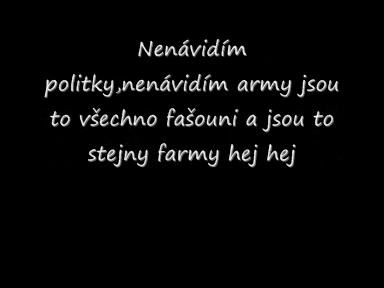 Nenávidím
politky,nenávidím army jsou
to všechno fašouni a jsou to
stejny farmy hej hej